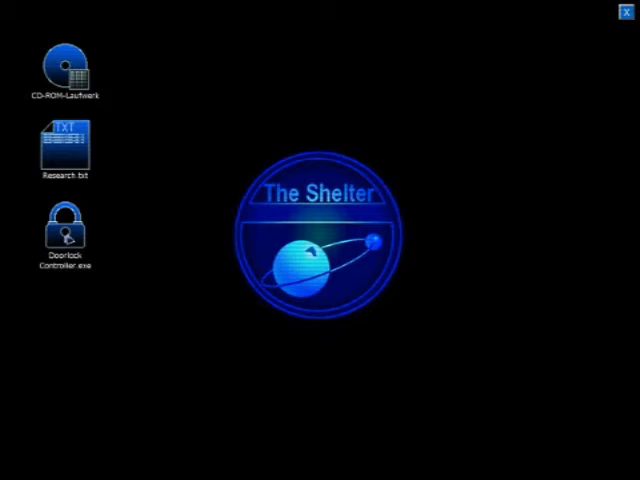 X
CD-ROM-Laufwerk
TXT
Research.txt
The Shelter
Doorlock
Controller.exe